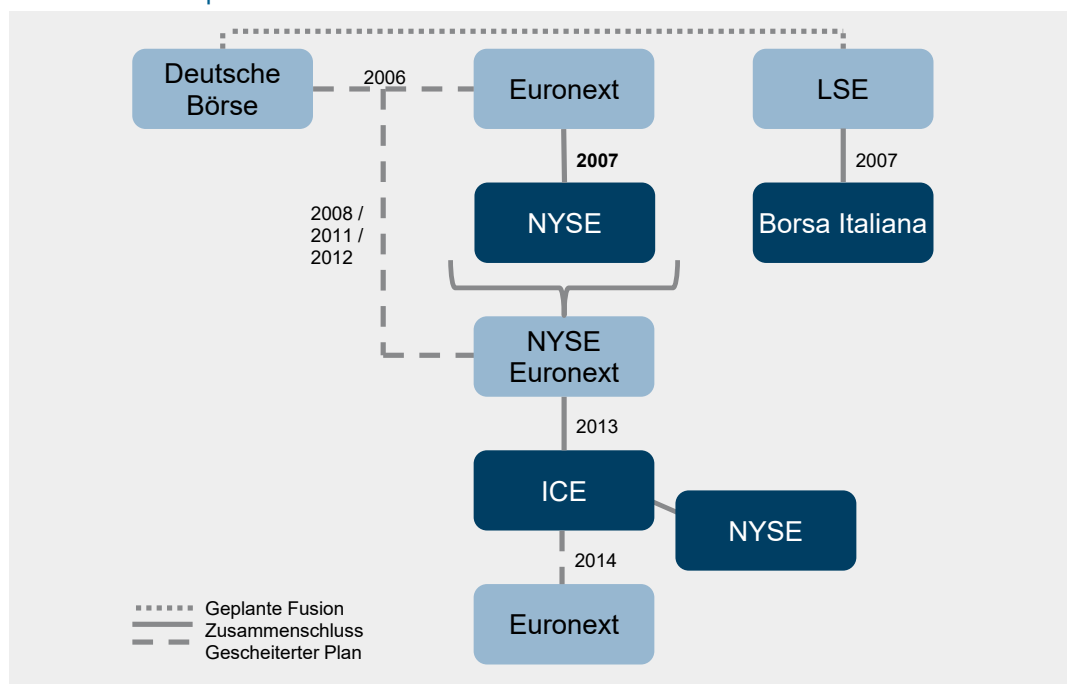 Deutsche
Börse
2006
Euronext
LSE
2007
2007
NYSE
Borsa Italiana
2008 /
2011 /
2012
NYSE
Euronext
2013
ICE
NYSE
2014
Euronext
Geplante Fusion
Zusammenschluss
Gescheiterter Plan